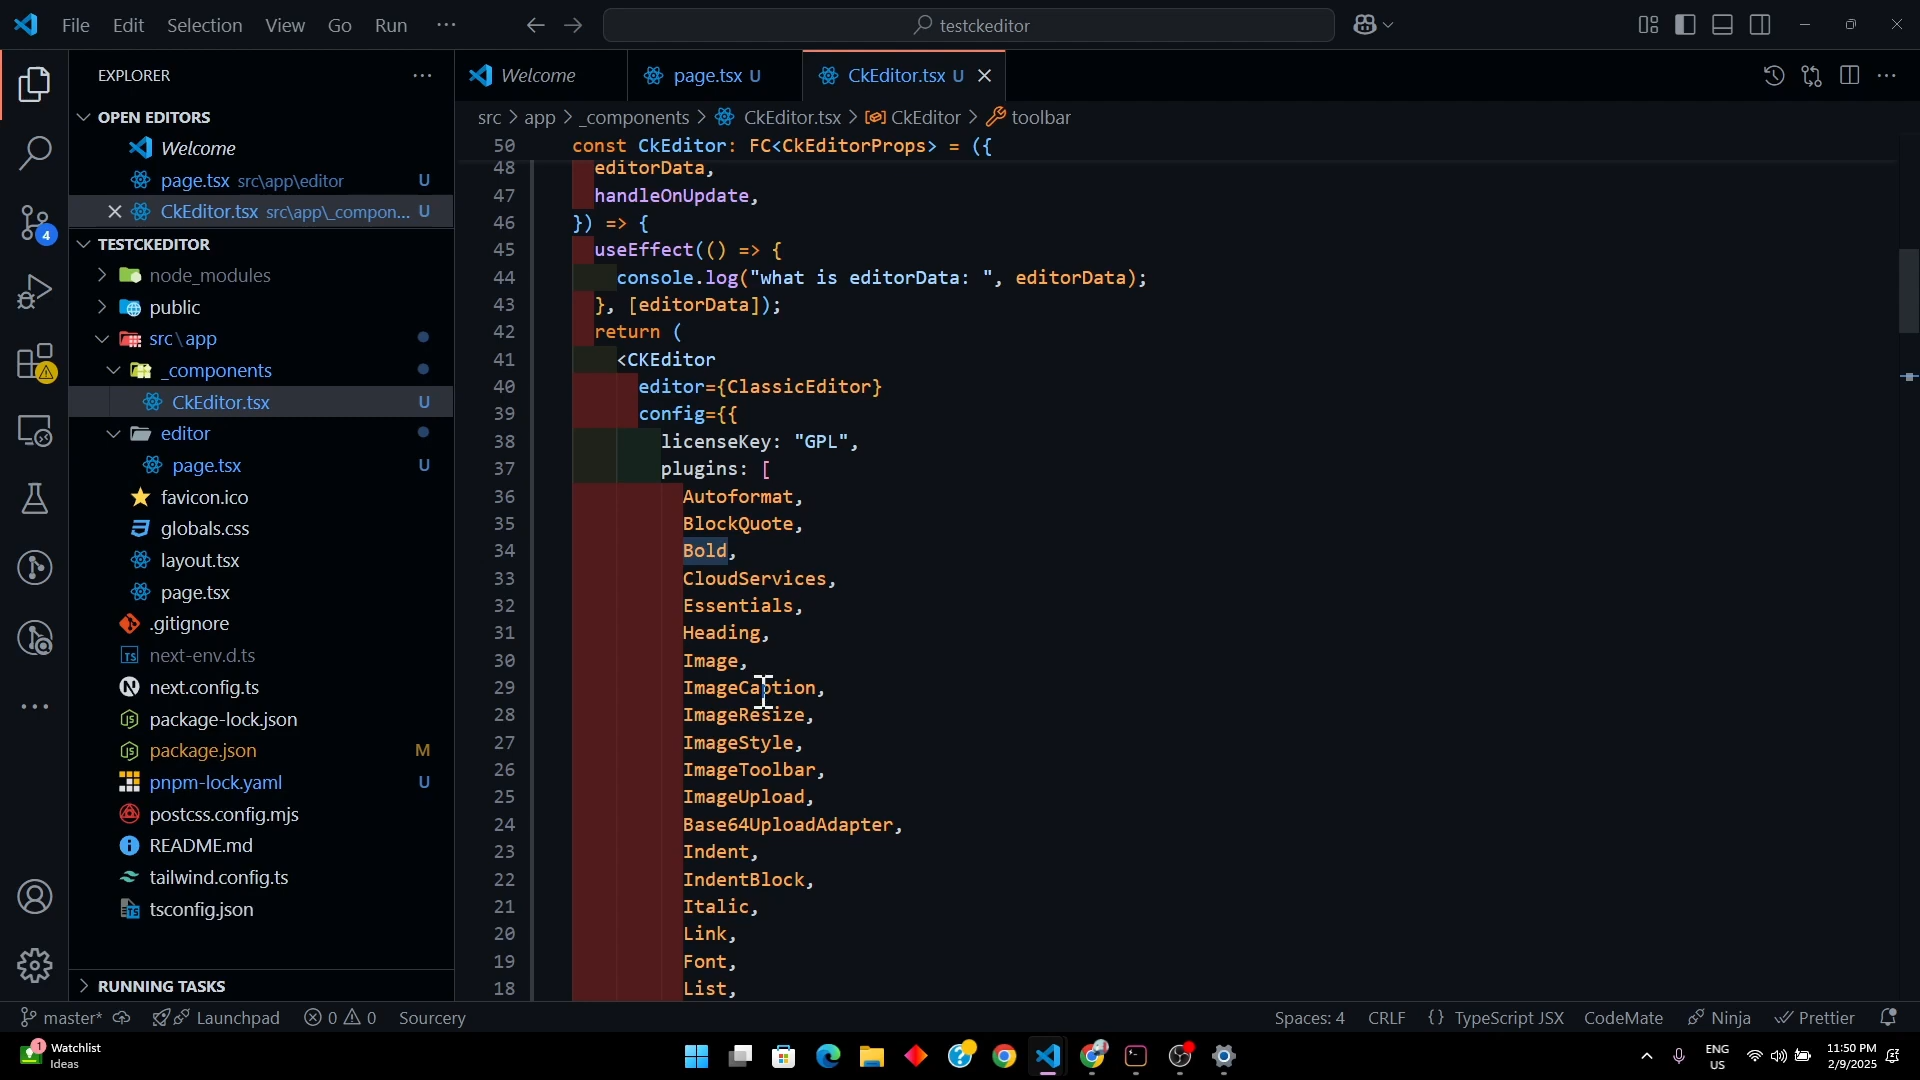 File Edit Selection View Go Run ···
testckeditor
EXPLORER
Welcome
page.tsx U
CkEditor.tsx U
OPEN EDITORS
Welcome
page.tsx src\app\editor U
CkEditor.tsx src\app\_compon... U
TESTCKEDITOR
node_modules
public
src\app
_components
CkEditor.tsx U
editor
page.tsx U
favicon.ico
globals.css
layout.tsx
page.tsx
.gitignore
next-env.d.ts
next.config.ts
package-lock.json
package.json M
pnpm-lock.yaml U
postcss.config.mjs
README.md
tailwind.config.ts
tsconfig.json
RUNNING TASKS
4
src > app > _components > CkEditor.tsx > CkEditor > toolbar
50 const CkEditor: FC<CkEditorProps> = ({
48 editorData,
47 handleOnUpdate,
46 }) => {
45 useEffect(() => {
44 console.log("what is editorData: ", editorData);
43 }, [editorData]);
42 return (
41 <CKEditor
40 editor={ClassicEditor}
39 config={{
38 licenseKey: "GPL",
37 plugins: [
36 Autoformat,
35 BlockQuote,
34 Bold,
33 CloudServices,
32 Essentials,
31 Heading,
30 Image,
29 ImageCaption,
28 ImageResize,
27 ImageStyle,
26 ImageToolbar,
25 ImageUpload,
24 Base64UploadAdapter,
23 Indent,
22 IndentBlock,
21 Italic,
20 Link,
19 Font,
18 List,
master* Launchpad 0 0 Sourcery Spaces: 4 CRLF {} TypeScript JSX CodeMate Ninja Prettier
1 Watchlist
Ideas
ENG
US
11:50 PM
2/9/2025